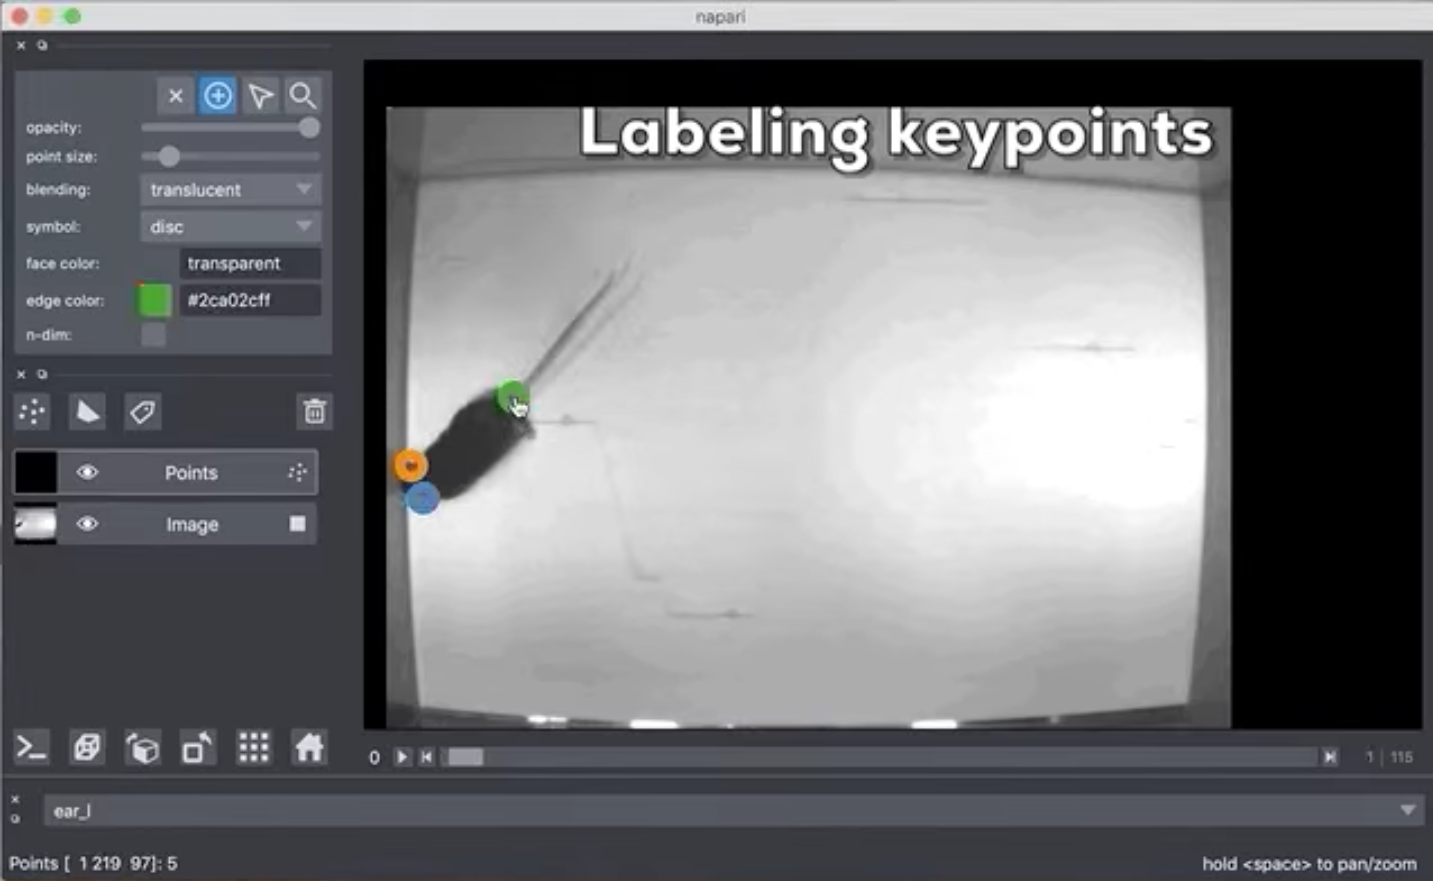 napari
Labeling keypoints
opacity:
point size:
blending: translucent
symbol: disc
face color: transparent
edge color: #2ca02cff
n-dim:
Points
Image
0 1 | 115
ear_l
Points [ 1 219 97]: 5
hold <space> to pan/zoom